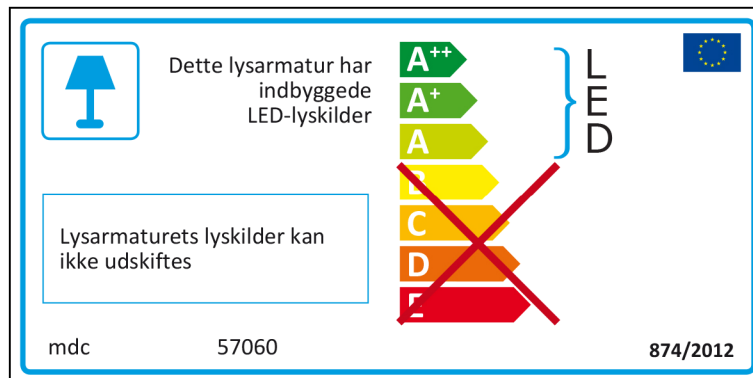 Dette lysarmatur har
indbyggede
LED-lyskilder
A++
A+
A
B
C
D
E
L
E
D
Lysarmaturets lyskilder kan
ikke udskiftes
mdc 57060
874/2012